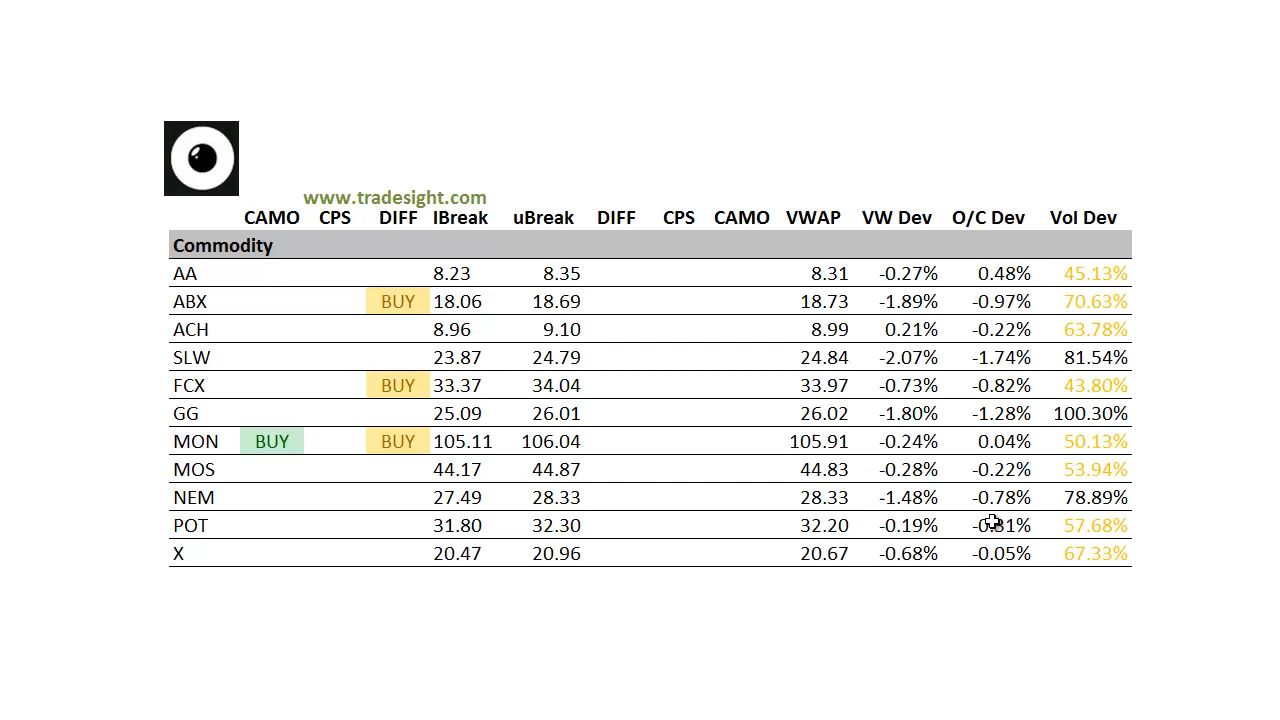 www.tradesight.com
CAMO CPS DIFF lBreak uBreak DIFF CPS CAMO VWAP VW Dev O/C Dev Vol Dev
Commodity
AA 8.23 8.35 8.31 -0.27% 0.48% 45.13%
ABX BUY 18.06 18.69 18.73 -1.89% -0.97% 70.63%
ACH 8.96 9.10 8.99 0.21% -0.22% 63.78%
SLW 23.87 24.79 24.84 -2.07% -1.74% 81.54%
FCX BUY 33.37 34.04 33.97 -0.73% -0.82% 43.80%
GG 25.09 26.01 26.02 -1.80% -1.28% 100.30%
MON BUY BUY 105.11 106.04 105.91 -0.24% 0.04% 50.13%
MOS 44.17 44.87 44.83 -0.28% -0.22% 53.94%
NEM 27.49 28.33 28.33 -1.48% -0.78% 78.89%
POT 31.80 32.30 32.20 -0.19% 57.68%
X 20.47 20.96 20.67 -0.68% -0.05% 67.33%